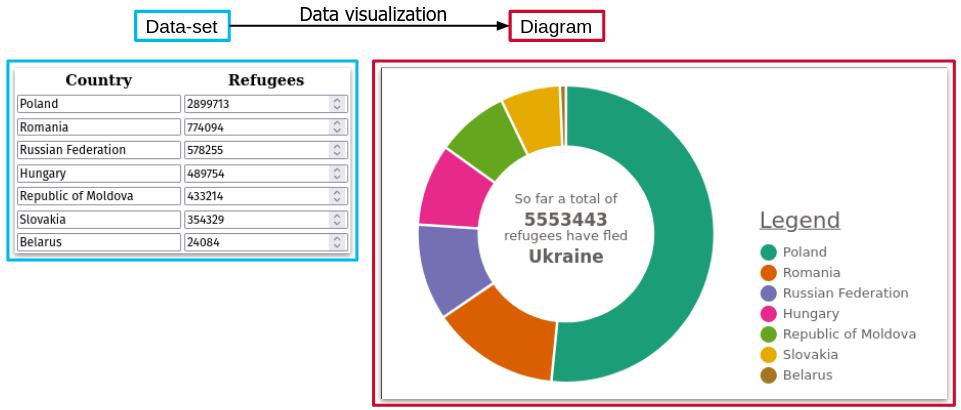 Data visualization
Data-set
Diagram
Country Refugees
Poland 2899713
Romania 774094
Russian Federation 578255
Hungary 489754
Republic of Moldova 433214
Slovakia 354329
Belarus 24084
So far a total of
5553443
refugees have fled
Ukraine
Legend
Poland
Romania
Russian Federation
Hungary
Republic of Moldova
Slovakia
Belarus